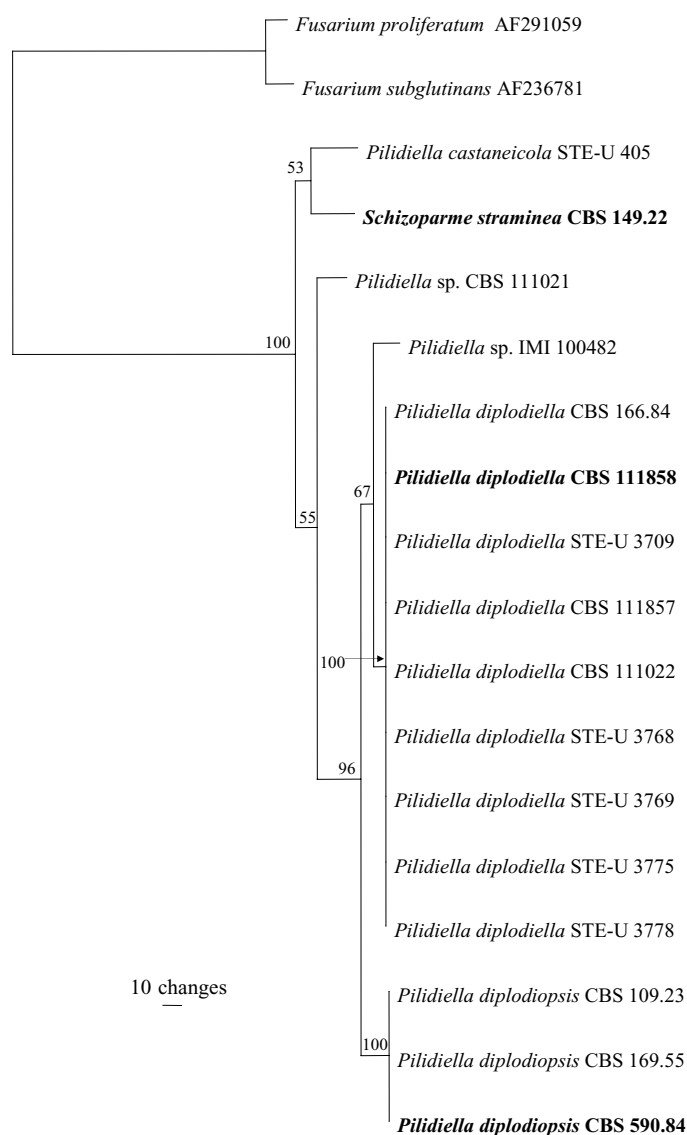 Fusarium proliferatum AF291059
Fusarium subglutinans AF236781
Pilidiella castaneicola STE-U 405
53
Schizoparme straminea CBS 149.22
Pilidiella sp. CBS 111021
100
Pilidiella sp. IMI 100482
Pilidiella diplodiella CBS 166.84
Pilidiella diplodiella CBS 111858
67
55
Pilidiella diplodiella STE-U 3709
Pilidiella diplodiella CBS 111857
100
Pilidiella diplodiella CBS 111022
Pilidiella diplodiella STE-U 3768
96
Pilidiella diplodiella STE-U 3769
Pilidiella diplodiella STE-U 3775
Pilidiella diplodiella STE-U 3778
10 changes
Pilidiella diplodiopsis CBS 109.23
100
Pilidiella diplodiopsis CBS 169.55
Pilidiella diplodiopsis CBS 590.84